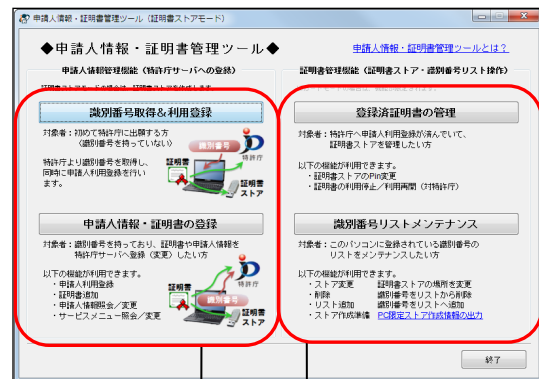 申請人情報・証明書管理ツール（証明書ストアモード）
◆申請人情報・証明書管理ツール◆
申請人情報・証明書管理ツールとは？
申請人情報管理機能（特許庁サーバへの登録）
識別番号取得＆利用登録
対象者：初めて特許庁に出願する方
（識別番号を持っていない）
特許庁より識別番号を取得し、
同時に申請人利用登録を行い
ます。
識別番号
証明書
特許庁
証明書
ストア
申請人情報・証明書の登録
対象者：識別番号を持っており、証明書や申請人情報を
特許庁サーバへ登録（変更）したい方
以下の機能が利用できます。
・申請人利用登録
・証明書追加
・申請人情報照会／変更
・サービスメニュー照会／変更
証明書
特許庁
識別番号
証明書
ストア
証明書管理機能（証明書ストア・識別番号リスト操作）
登録済証明書の管理
対象者：特許庁へ申請人利用登録が済んでいて、
証明書ストアを管理したい方
以下の機能が利用できます。
・証明書ストアのPin変更
・証明書の利用停止／利用再開（対特許庁）
識別番号リストメンテナンス
対象者：このパソコンに登録されている識別番号の
リストをメンテナンスしたい方
以下の機能が利用できます。
・ストア変更　証明書ストアの場所を変更
・削除　識別番号をリストから削除
・リスト追加　識別番号をリストへ追加
・ストア作成準備　PC限定ストア作成情報の出力
終了